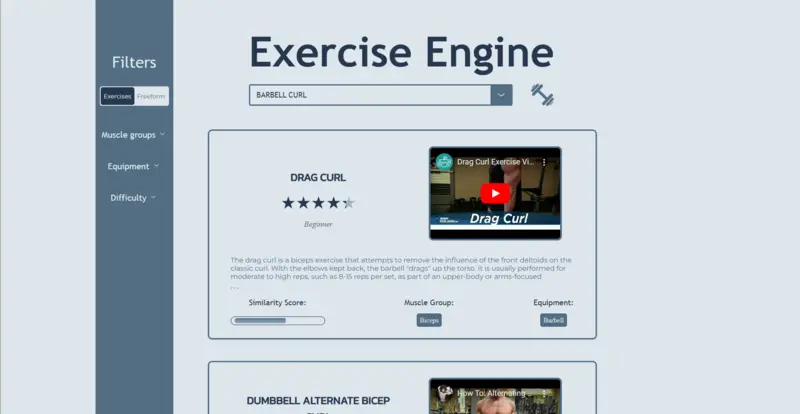 Exercise Engine
Filters
Exercises Freeform
Muscle groups
Equipment
Difficulty
BARBELL CURL
DRAG CURL
Beginner
Drag Curl Exercise Vi...
Drag Curl
The drag curl is a biceps exercise that attempts to remove the influence of the front deltoids on the
classic curl. With the elbows kept back, the barbell "drags" up the torso. It is usually performed for
moderate to high reps, such as 8-15 reps per set, as part of an upper-body or arms-focused
...
Similarity Score: Muscle Group: Equipment:
Biceps Barbell
DUMBBELL ALTERNATE BICEP
How To: Alternating ...